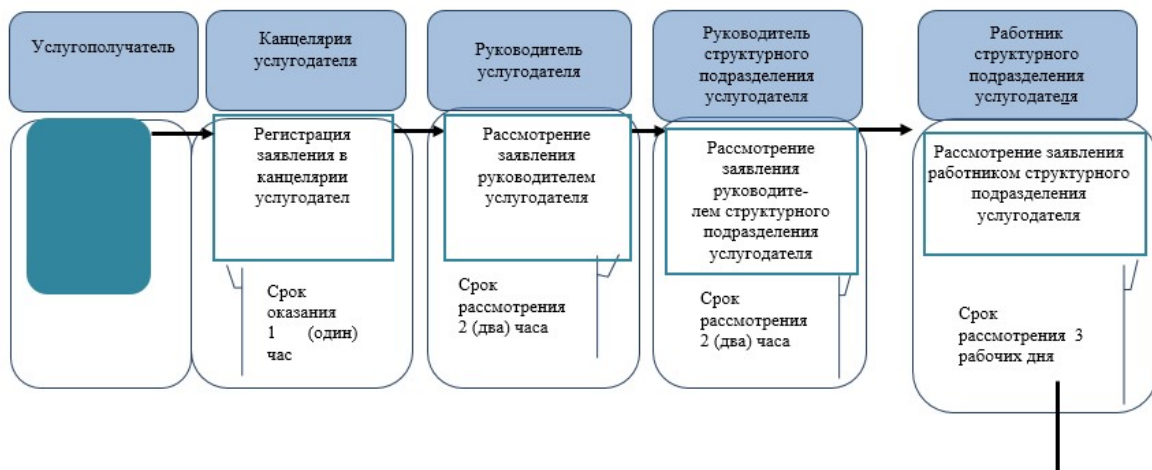 Услугополучатель
Канцелярия
услугодателя
Руководитель
услугодателя
Руководитель
структурного
подразделения
услугодателя
Работник
структурного
подразделения
услугодателя
Регистрация
заявления в
канцелярии
услугодател
Рассмотрение
заявления
руководителем
услугодателя
Рассмотрение
заявления
руководите-
лем структурного
подразделения
услугодателя
Рассмотрение заявления
работником структурного
подразделения
услугодателя
Срок
оказания
1 (один)
час
Срок
рассмотрения
2 (два) часа
Срок
рассмотрения
2 (два) часа
Срок
рассмотрения 3
рабочих дня